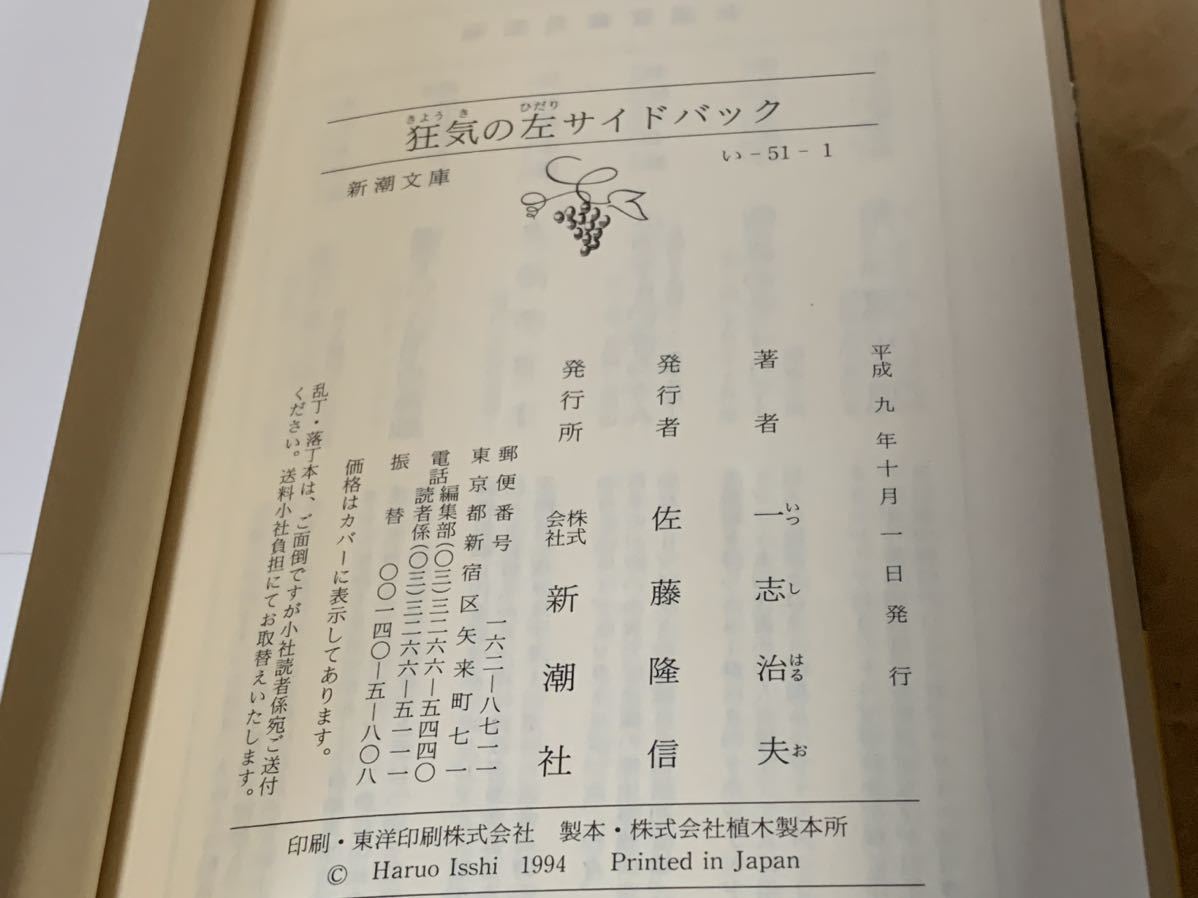 狂気の左サイドバック
きょうき ひだり
新潮文庫
い-51-1
平成九年十月一日発行
著者 一志治夫
いっしはるお
発行者 佐藤隆信
発行所 株式会社 新潮社
郵便番号 一六二―八七一一
東京都新宿区矢来町七一
電話編集部(〇三)三二六六―五四四〇
読者係(〇三)三二六六―五一一一
振替 〇〇一四〇―五―八〇八
価格はカバーに表示してあります。
乱丁・落丁本は、ご面倒ですが小社読者係宛ご送付
ください。送料小社負担にてお取替えいたします。
印刷・東洋印刷株式会社 製本・株式会社植木製本所
© Haruo Isshi 1994 Printed in Japan